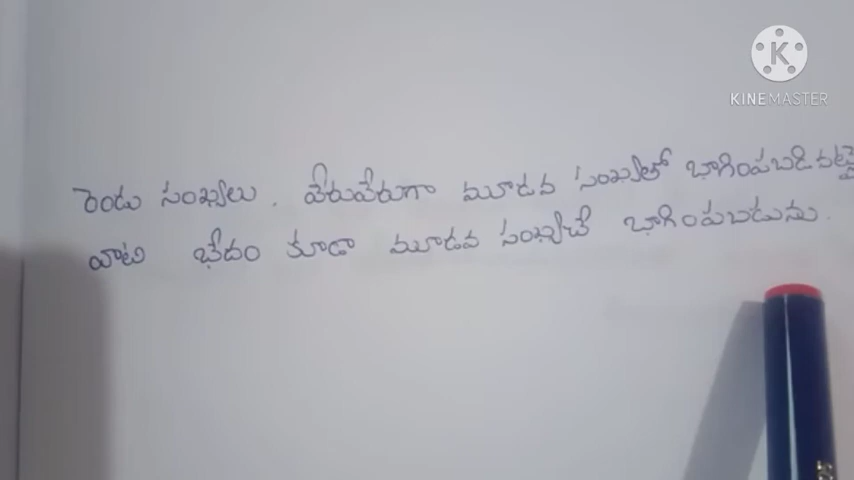 KINEMASTER
రెండు సంఖ్యలు. వేరువేరుగా మూడవ సంఖ్యతో భాగింపబడినట్లై
వాటి భేదం కూడా మూడవ సంఖ్యచే భాగింపబడును.